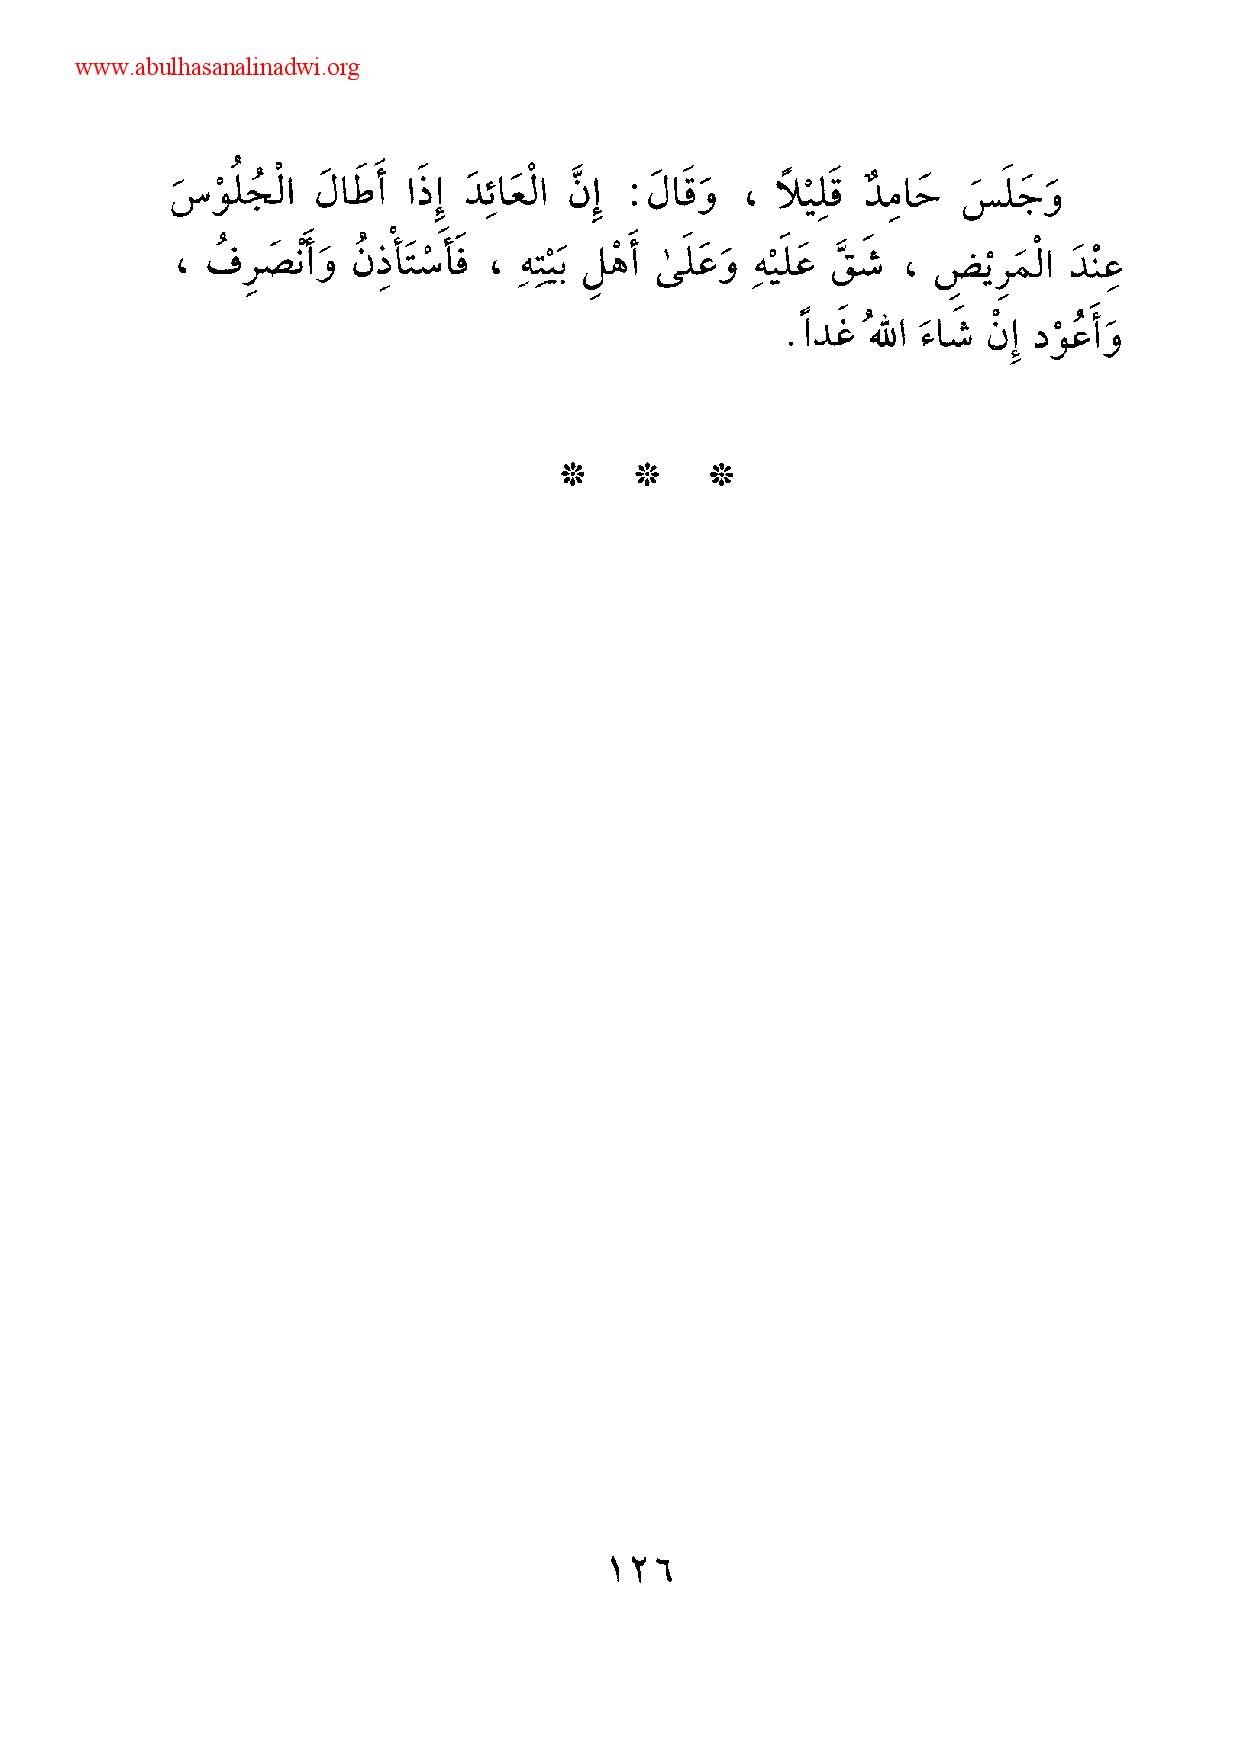 www.abulhasanalinadwi.org
وَجَلَسَ حَامِدٌ قَلِيْلاً ، وَقَالَ : إِنَّ الْعَائِدَ إِذَا أَطَالَ الْجُلُوْسَ
عِنْدَ الْمَرِيْضِ ، شَقَّ عَلَيْهِ وَعَلَىٰ أَهْلِ بَيْتِهِ ، فَأَسْتَأْذِنُ وَأَنْصَرِفُ ،
وَأَعُوْد إِنْ شَاءَ اللهُ غَداً .
* * *
١٢٦